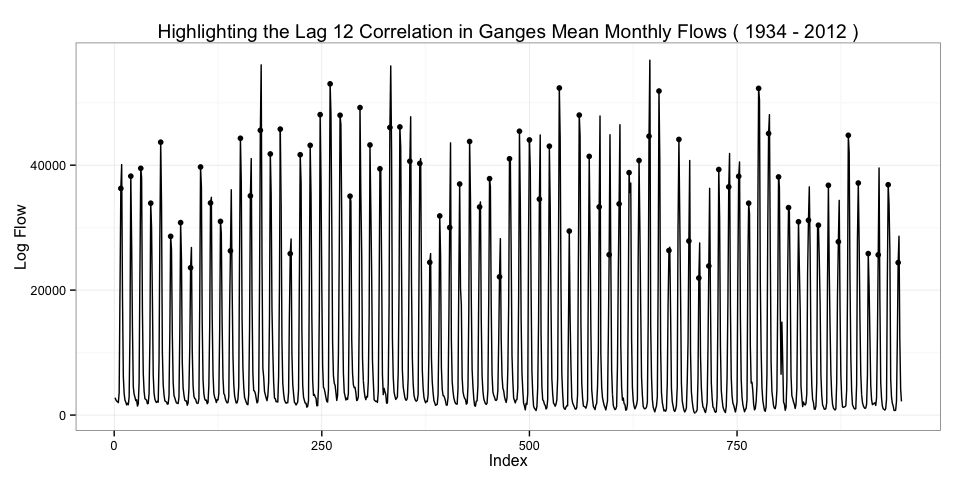 Highlighting the Lag 12 Correlation in Ganges Mean Monthly Flows ( 1934 - 2012 )
Log Flow
40000
20000
0
0 250 500 750
Index